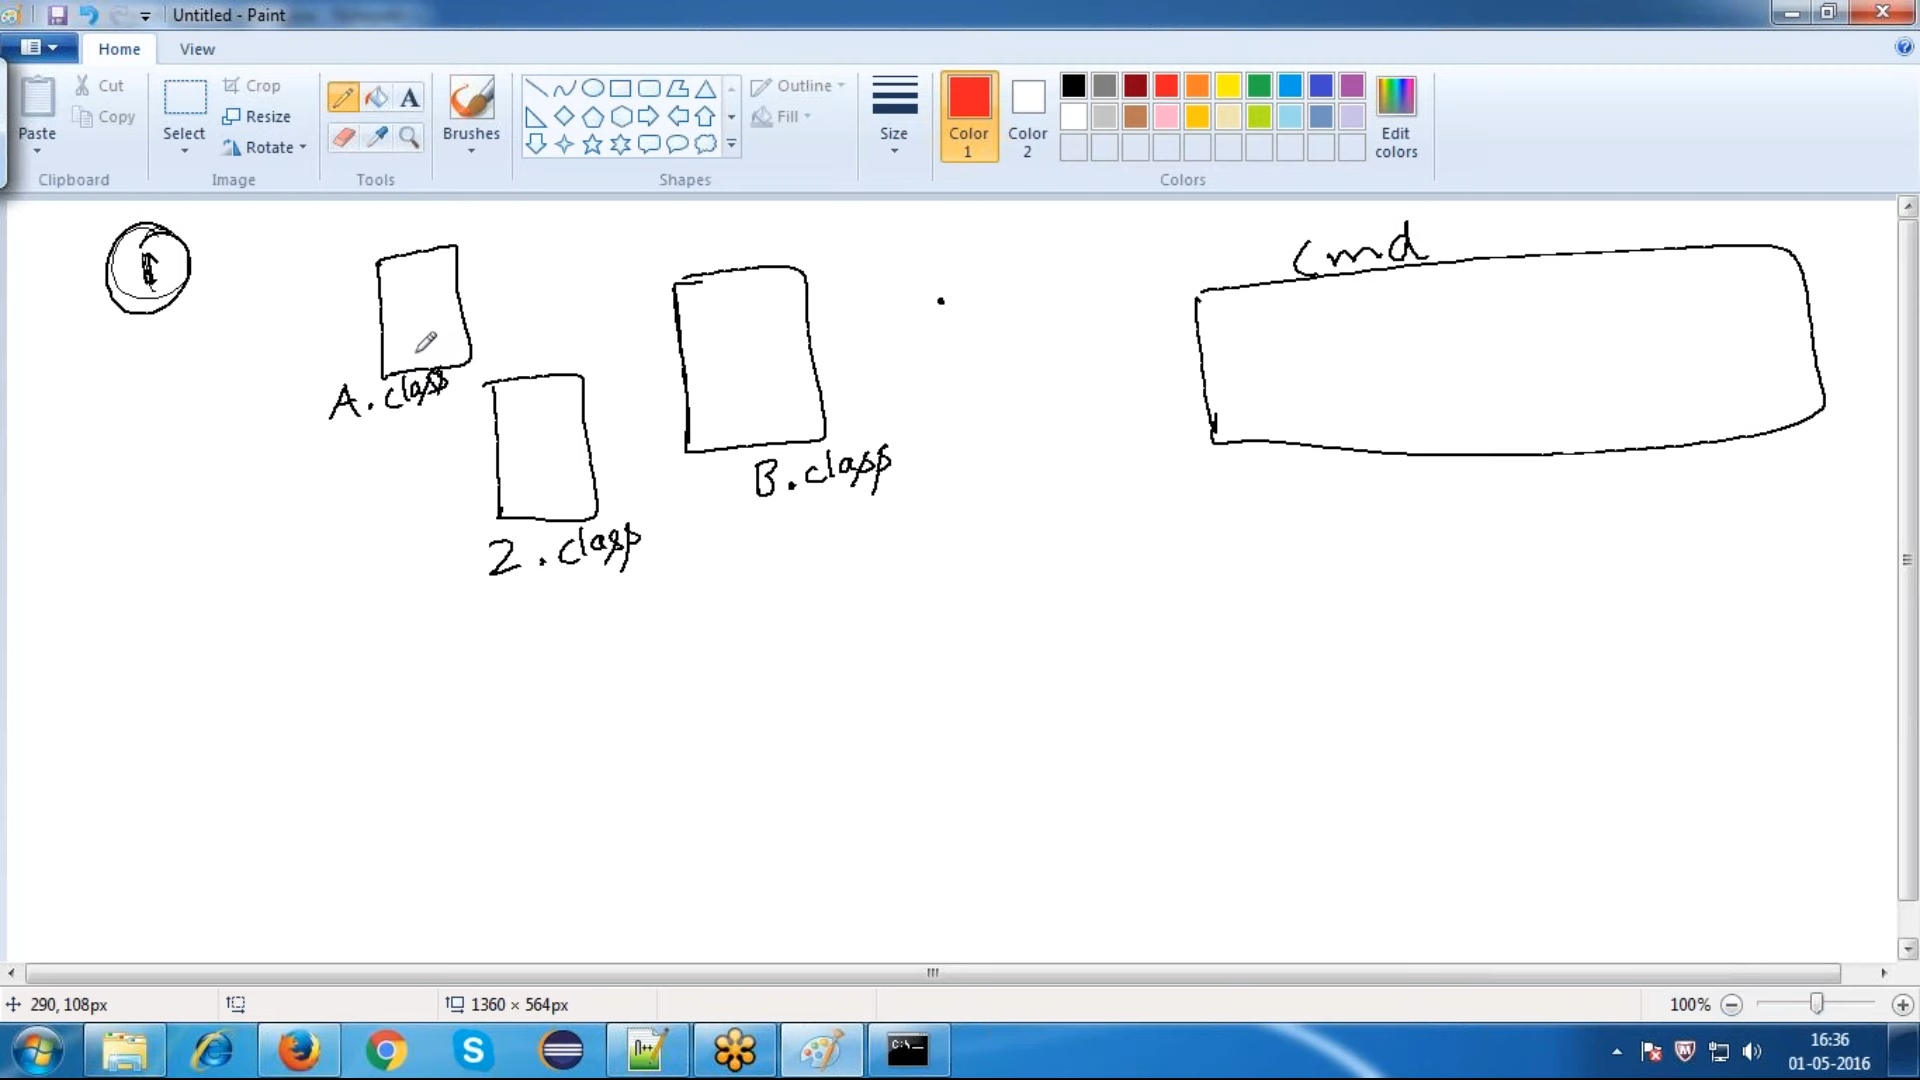 Untitled - Paint
Home
View
Paste
Cut
Copy
Clipboard
Select
Crop
Resize
Rotate
Image
A
Tools
Brushes
Shapes
Outline
Fill
Size
Color 1
Color 2
Edit colors
Colors
1
A.class
2.class
B.class
Cmd
290, 108px
1360 × 564px
100%
16:36
01-05-2016